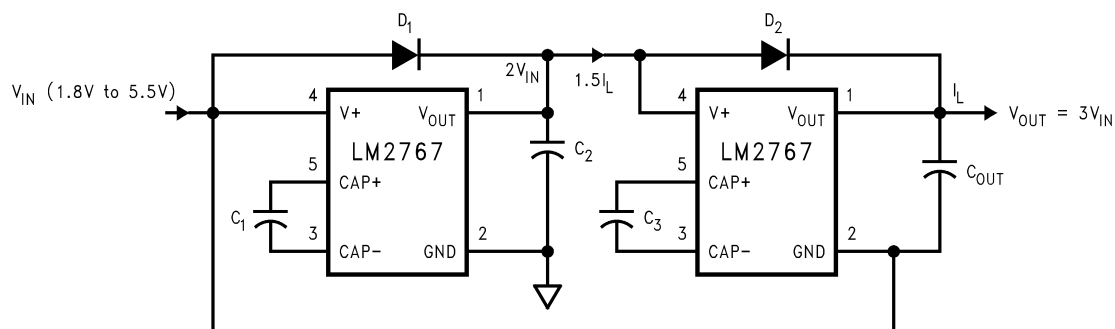 D1
D2
VIN (1.8V to 5.5V)
2VIN
1.5IL
IL
VOUT = 3VIN
4
V+
VOUT
1
LM2767
5
CAP+
C1
3
CAP-
GND
2
C2
4
V+
VOUT
1
LM2767
5
CAP+
C3
3
CAP-
GND
2
COUT